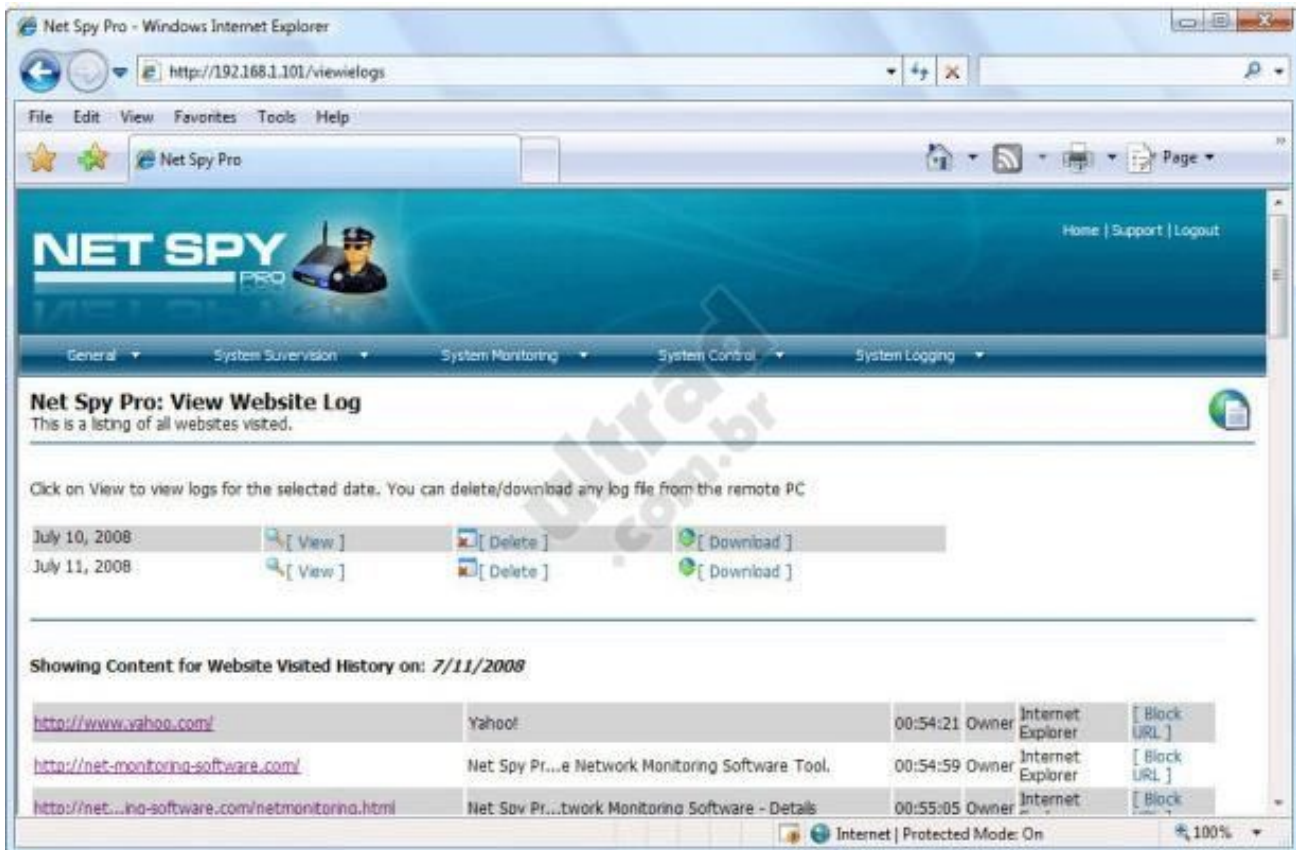 Net Spy Pro - Windows Internet Explorer
http://192.168.1.101/viewielogs
File Edit View Favorites Tools Help
Net Spy Pro
Page
NET SPY
PRO
Home | Support | Logout
General System Suvervision System Monitoring System Control System Logging
Net Spy Pro: View Website Log
This is a listing of all websites visited.
Click on View to view logs for the selected date. You can delete/download any log file from the remote PC
July 10, 2008 [ View ] [ Delete ] [ Download ]
July 11, 2008 [ View ] [ Delete ] [ Download ]
ultrad
.com.br
Showing Content for Website Visited History on: 7/11/2008
http://www.yahoo.com/ Yahoo! 00:54:21 Owner Internet Explorer [ Block URL ]
http://net-monitoring-software.com/ Net Spy Pr...e Network Monitoring Software Tool. 00:54:59 Owner Internet Explorer [ Block URL ]
http://net...ing-software.com/netmonitoring.html Net Spy Pr...twork Monitoring Software - Details 00:55:05 Owner Internet [ Block
Internet | Protected Mode: On 100%